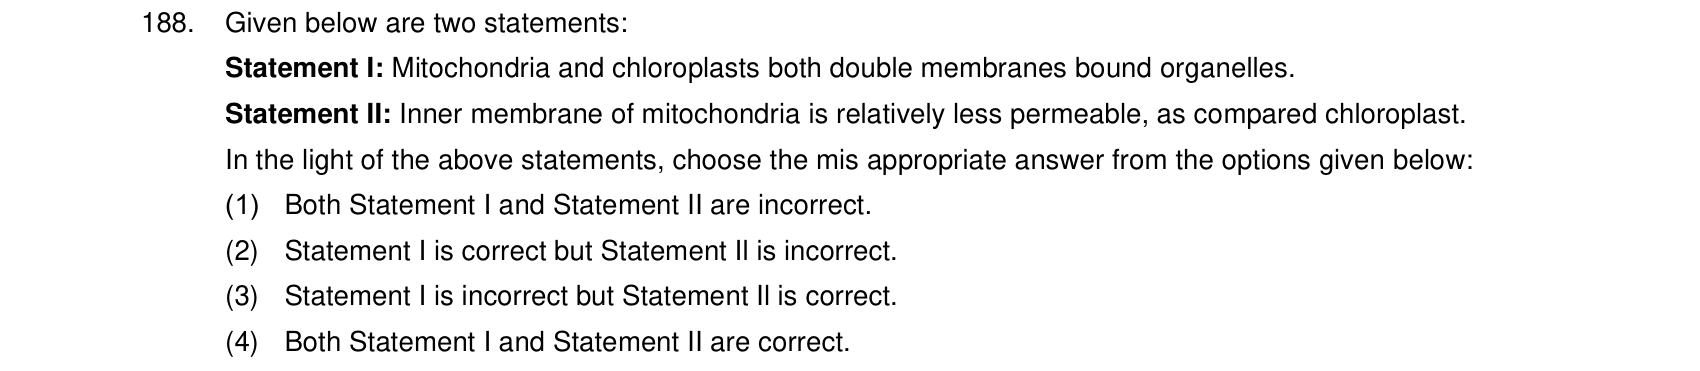 188. Given below are two statements:
Statement I: Mitochondria and chloroplasts both double membranes bound organelles.
Statement II: Inner membrane of mitochondria is relatively less permeable, as compared chloroplast.
In the light of the above statements, choose the mis appropriate answer from the options given below:
(1) Both Statement I and Statement II are incorrect.
(2) Statement I is correct but Statement II is incorrect.
(3) Statement I is incorrect but Statement II is correct.
(4) Both Statement I and Statement II are correct.